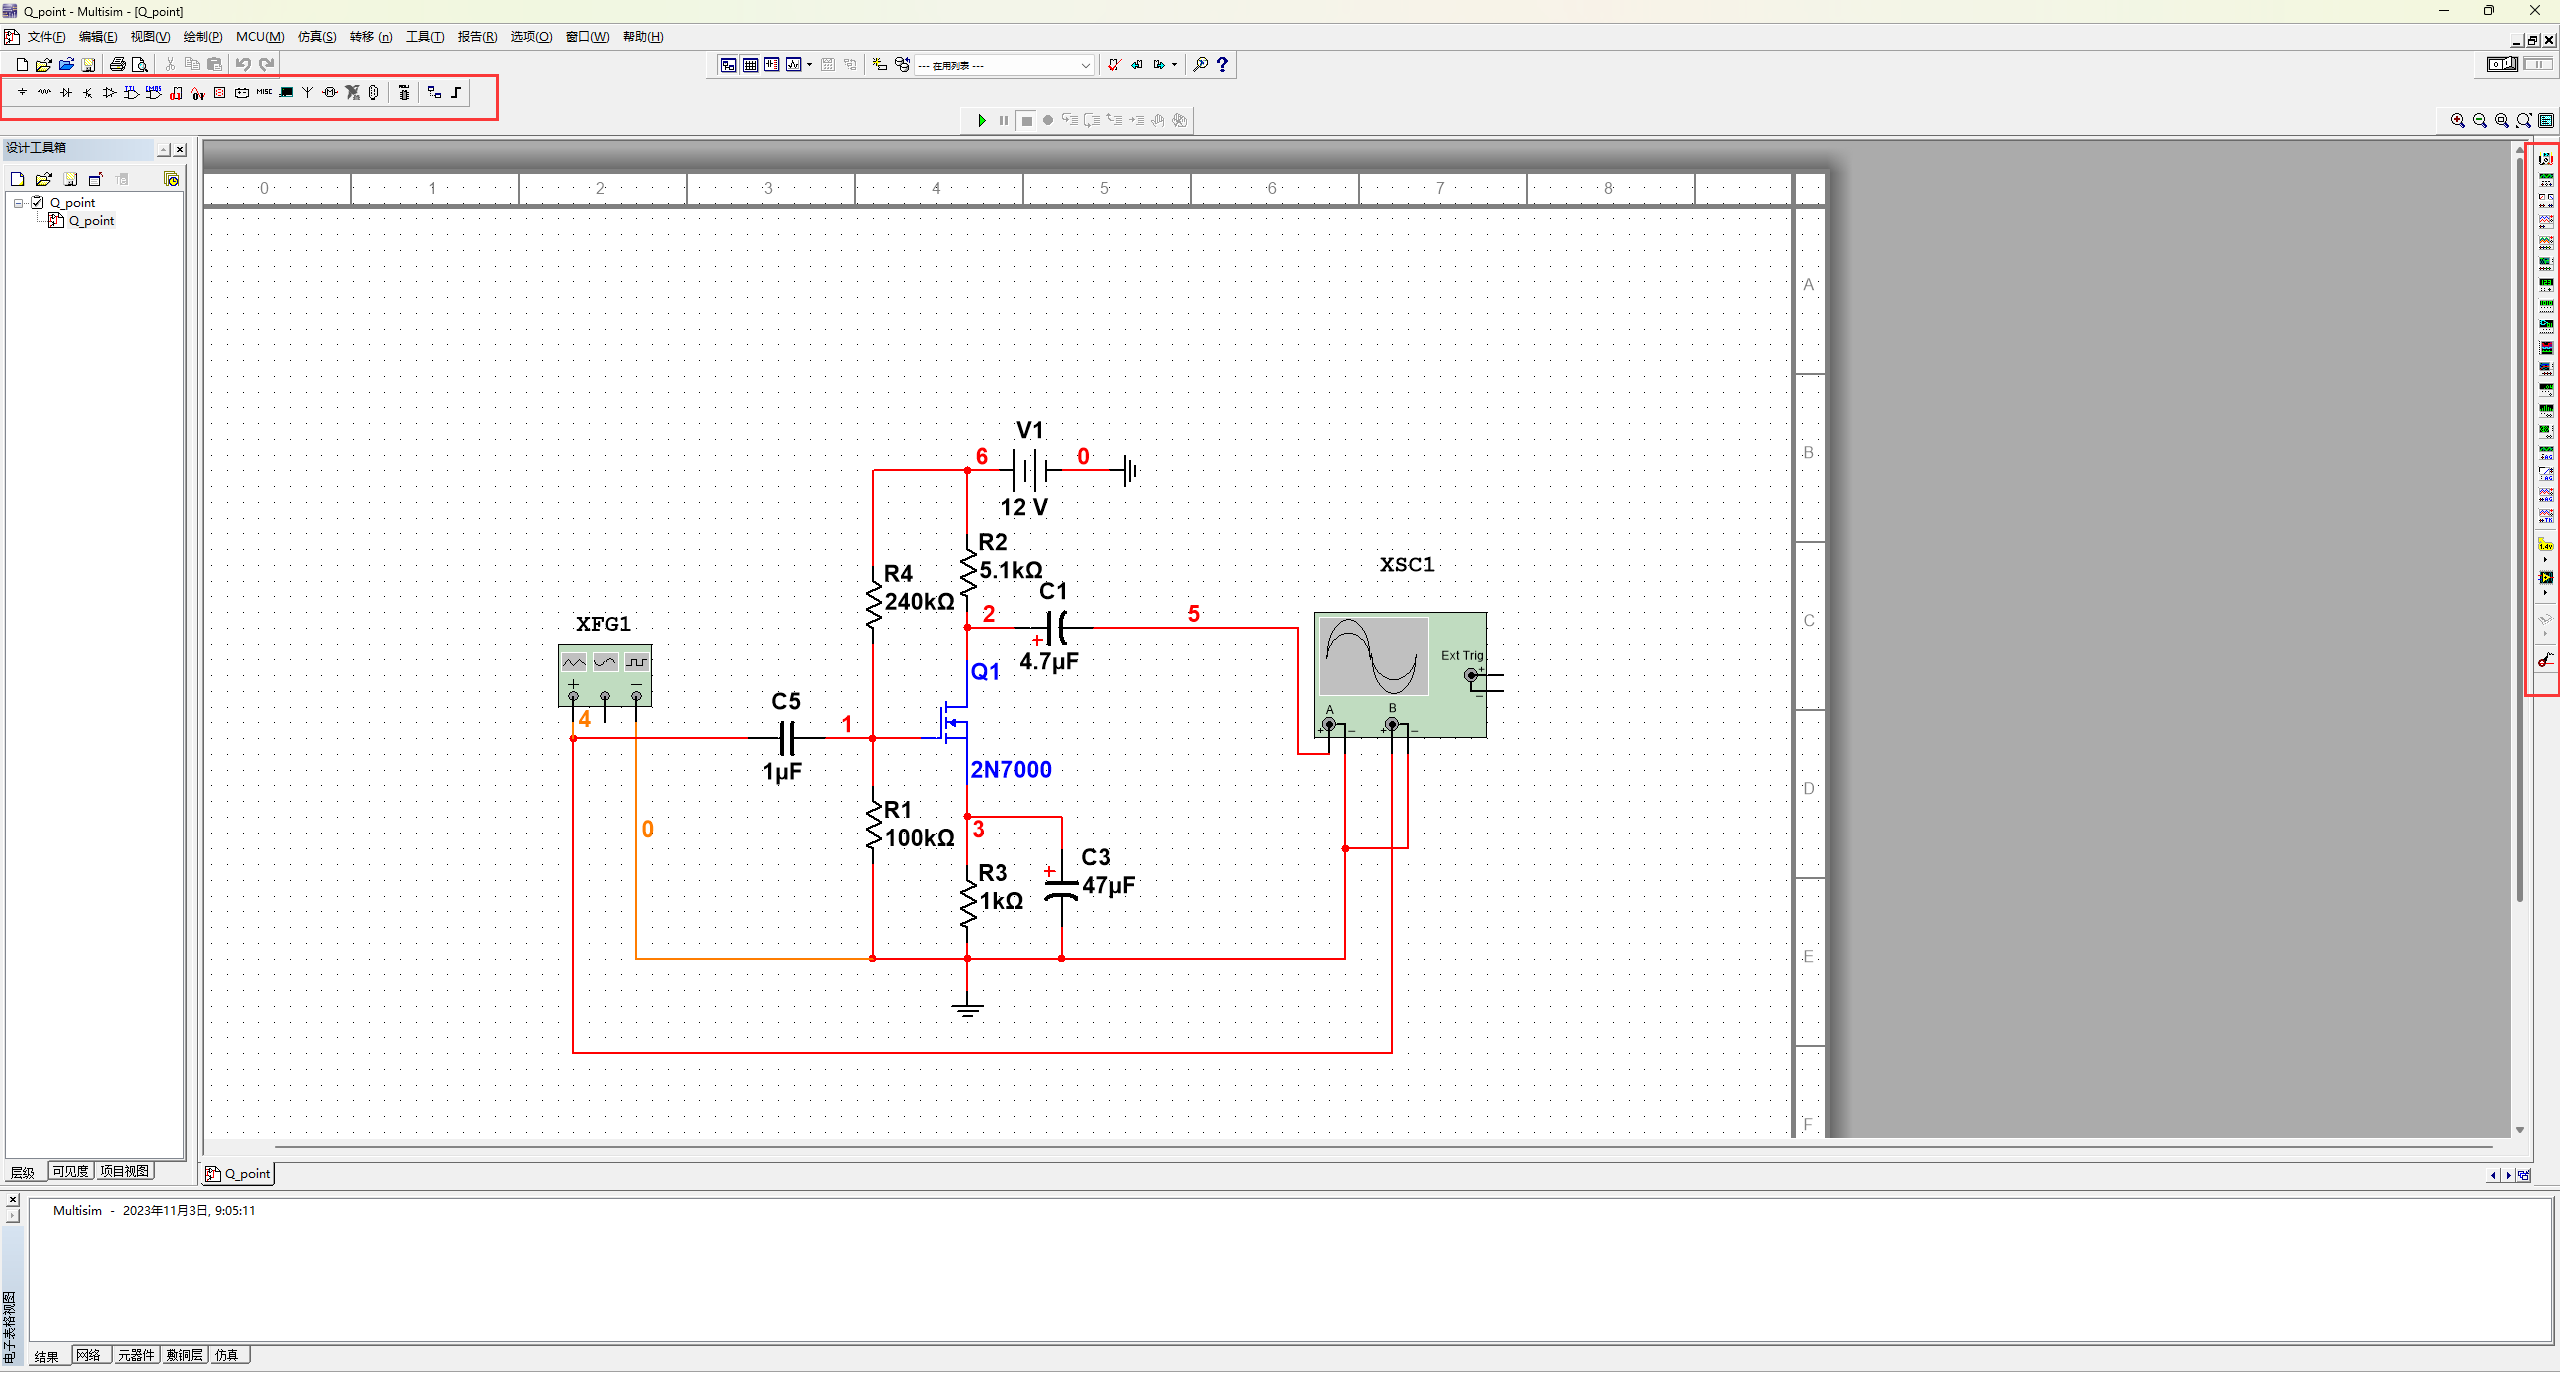 Q_point - Multisim - [Q_point]
文件(F) 编辑(E) 视图(V) 绘制(P) MCU(M) 仿真(S) 转移 (n) 工具(T) 报告(R) 选项(O) 窗口(W) 帮助(H)
--- 在用列表 ---
MISC
设计工具箱
Q_point
Q_point
0 1 2 3 4 5 6 7 8
A
B
C
D
E
F
V1
6
0
12 V
R2
5.1kΩ
R4
240kΩ
C1
2
5
4.7µF
XSC1
Ext Trig
A
B
XFG1
4
C5
1
1µF
Q1
2N7000
R1
100kΩ
0
3
C3
47µF
R3
1kΩ
层级 可见度 项目视图
Q_point
Multisim - 2023年11月3日, 9:05:11
电子表格视图
结果 网络 元器件 敷铜层 仿真